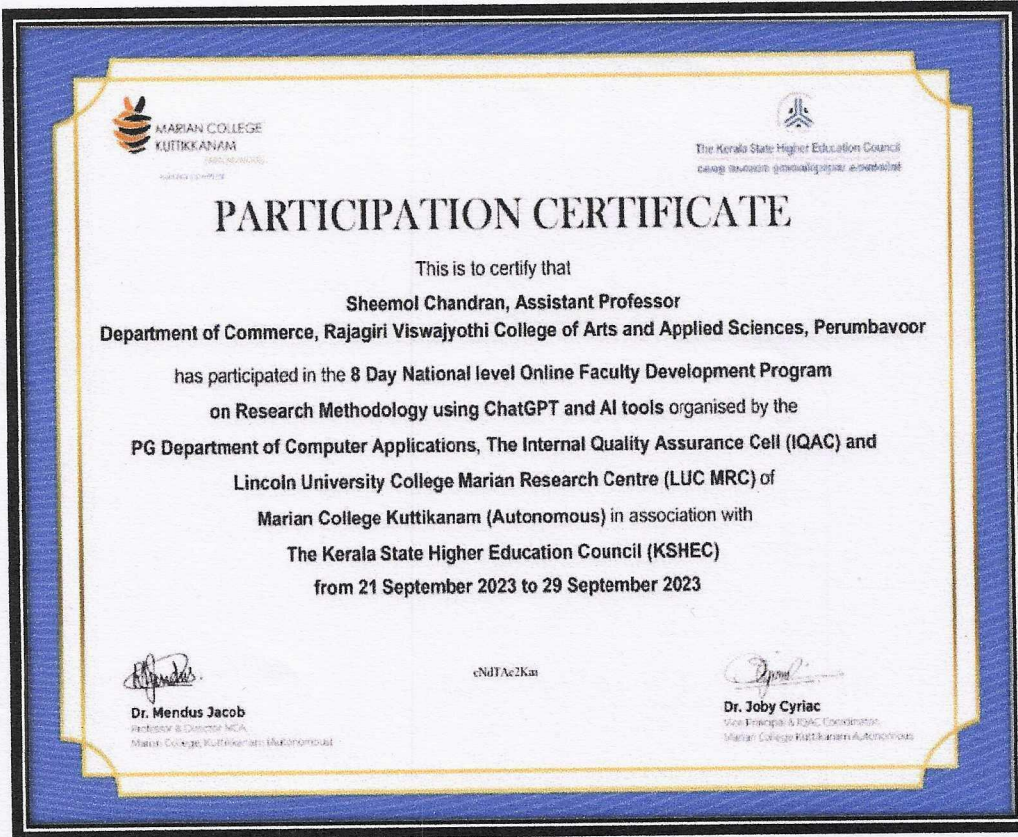 MARIAN COLLEGE
KUTTIKKANAM
The Kerala State Higher Education Council
PARTICIPATION CERTIFICATE
This is to certify that
Sheemol Chandran, Assistant Professor
Department of Commerce, Rajagiri Viswajyothi College of Arts and Applied Sciences, Perumbavoor
has participated in the 8 Day National level Online Faculty Development Program
on Research Methodology using ChatGPT and AI tools organised by the
PG Department of Computer Applications, The Internal Quality Assurance Cell (IQAC) and
Lincoln University College Marian Research Centre (LUC MRC) of
Marian College Kuttikanam (Autonomous) in association with
The Kerala State Higher Education Council (KSHEC)
from 21 September 2023 to 29 September 2023
Dr. Mendus Jacob
Professor & Director MCA
Marian College, Kuttikkanam (Autonomous)
Dr. Joby Cyriac
Vice Principal & IQAC Coordinator
Marian College Kuttikkanam Autonomous